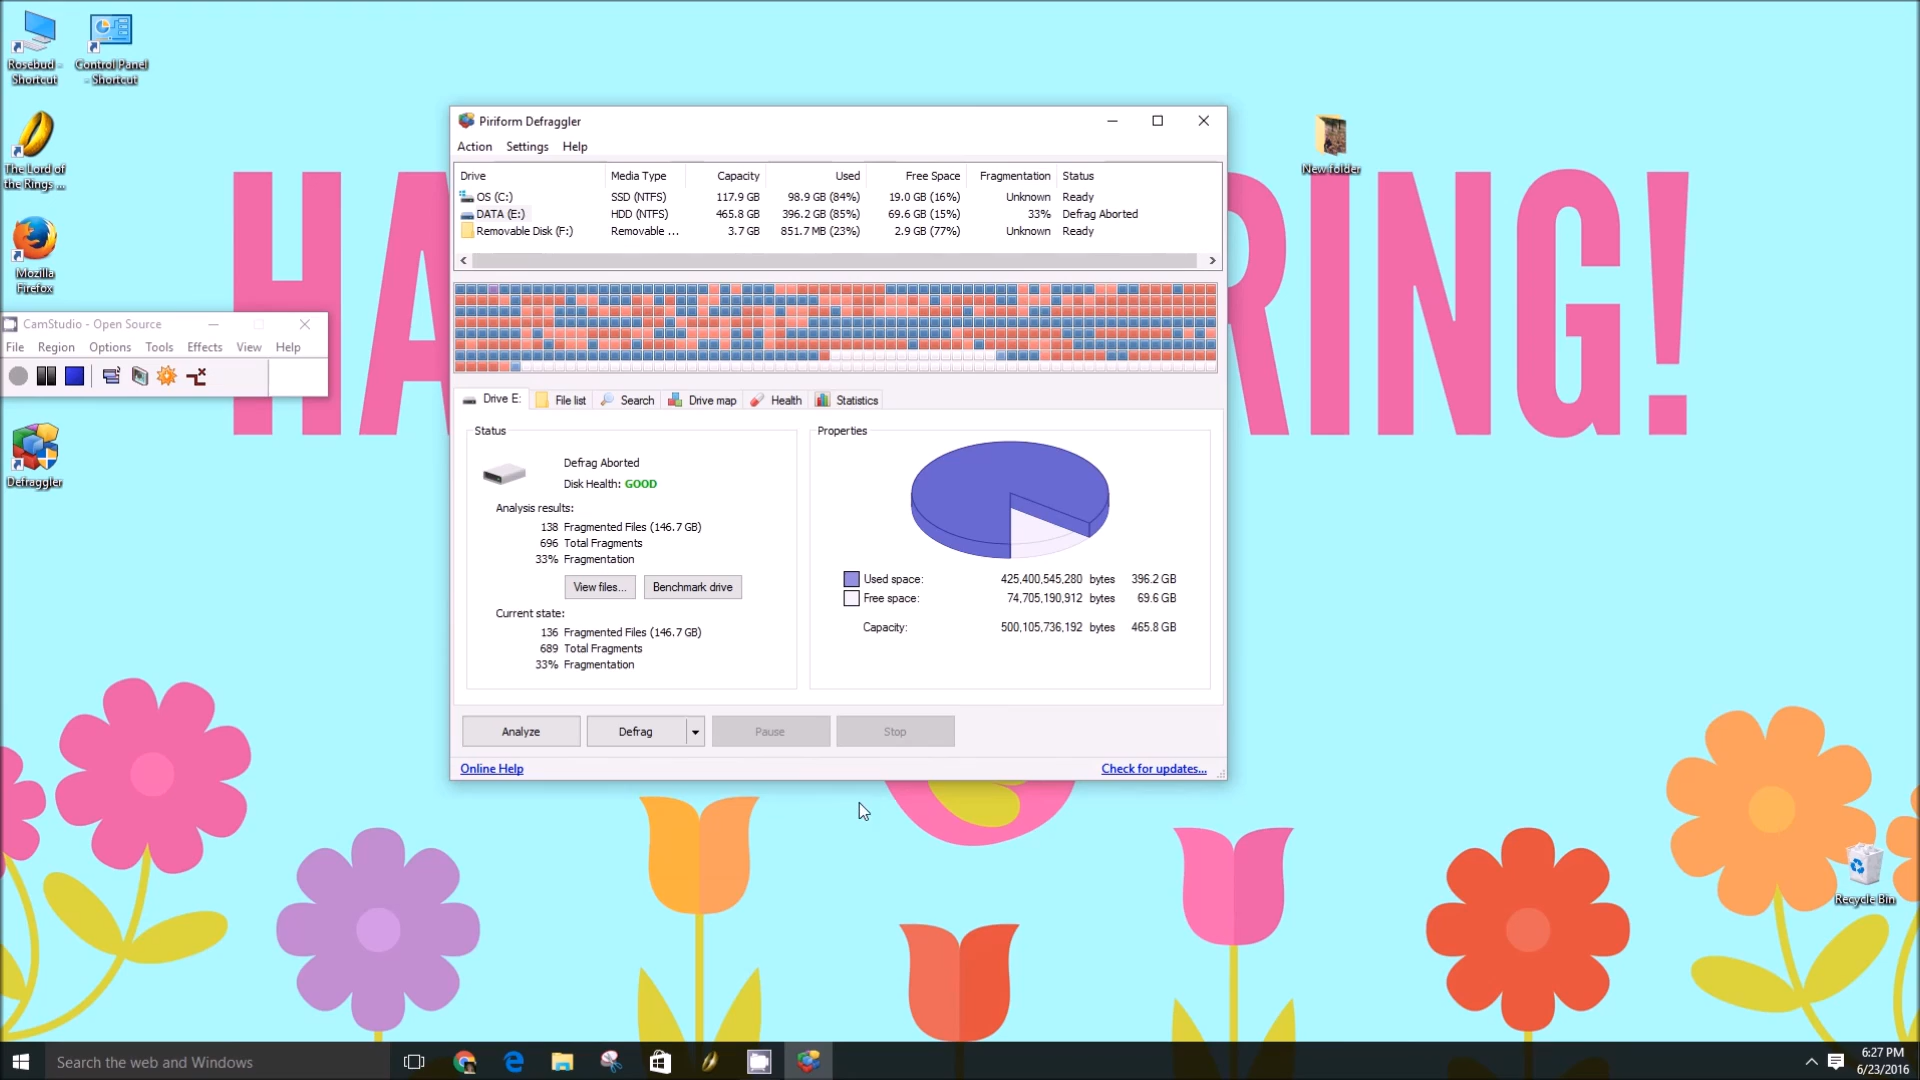 Rosebud -
Shortcut
Control Panel
- Shortcut
The Lord of
the Rings ...
Mozilla
Firefox
CamStudio - Open Source
File Region Options Tools Effects View Help
Defraggler
Piriform Defraggler
Action Settings Help
Drive Media Type Capacity Used Free Space Fragmentation Status
OS (C:) SSD (NTFS) 117.9 GB 98.9 GB (84%) 19.0 GB (16%) Unknown Ready
DATA (E:) HDD (NTFS) 465.8 GB 396.2 GB (85%) 69.6 GB (15%) 33% Defrag Aborted
Removable Disk (F:) Removable ... 3.7 GB 851.7 MB (23%) 2.9 GB (77%) Unknown Ready
Drive E: File list Search Drive map Health Statistics
Status
Defrag Aborted
Disk Health: GOOD
Analysis results:
138 Fragmented Files (146.7 GB)
696 Total Fragments
33% Fragmentation
View files... Benchmark drive
Current state:
136 Fragmented Files (146.7 GB)
689 Total Fragments
33% Fragmentation
Properties
Used space: 425,400,545,280 bytes 396.2 GB
Free space: 74,705,190,912 bytes 69.6 GB
Capacity: 500,105,736,192 bytes 465.8 GB
Analyze Defrag Pause Stop
Online Help Check for updates...
New folder
HA RING!
Recycle Bin
Search the web and Windows
6:27 PM
6/23/2016